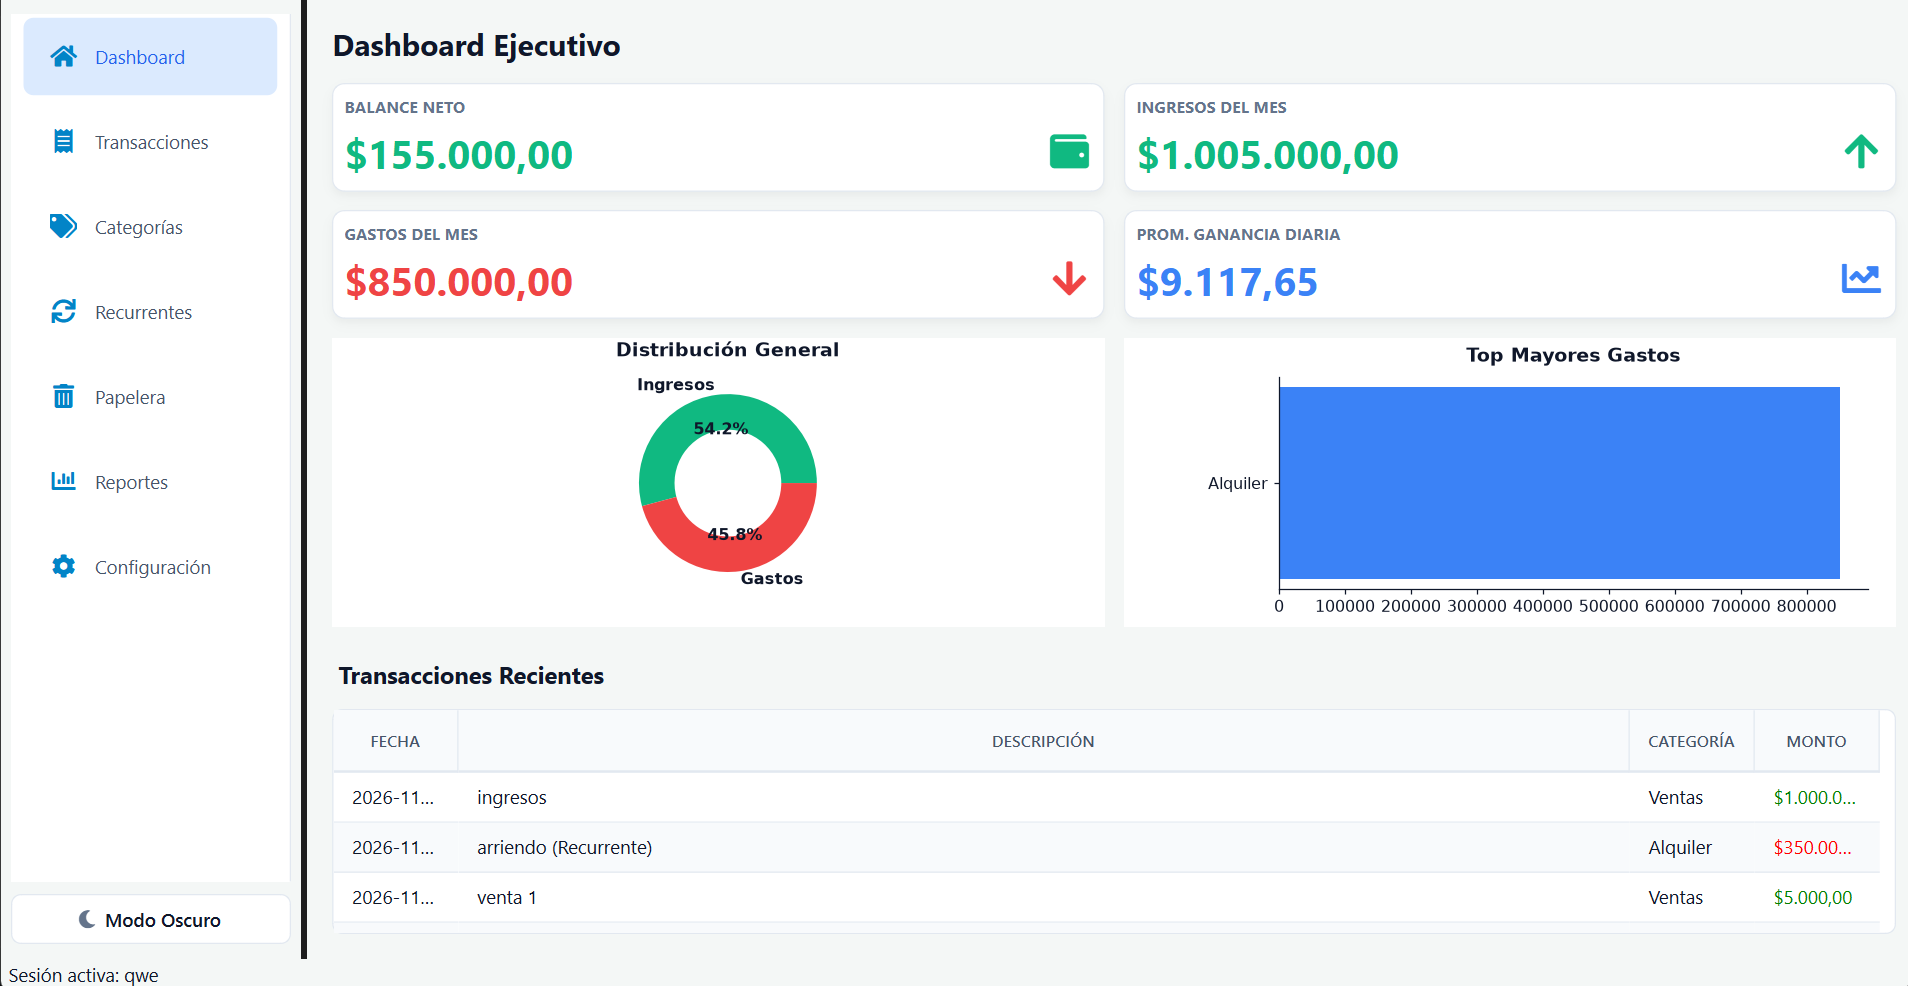 Dashboard
Transacciones
Categorías
Recurrentes
Papelera
Reportes
Configuración
Modo Oscuro
Sesión activa: qwe
Dashboard Ejecutivo
BALANCE NETO
$155.000,00
INGRESOS DEL MES
$1.005.000,00
GASTOS DEL MES
$850.000,00
PROM. GANANCIA DIARIA
$9.117,65
Distribución General
Ingresos
54.2%
45.8%
Gastos
Top Mayores Gastos
Alquiler
0 100000 200000 300000 400000 500000 600000 700000 800000
Transacciones Recientes
FECHA DESCRIPCIÓN CATEGORÍA MONTO
2026-11... ingresos Ventas $1.000.0...
2026-11... arriendo (Recurrente) Alquiler $350.00...
2026-11... venta 1 Ventas $5.000,00